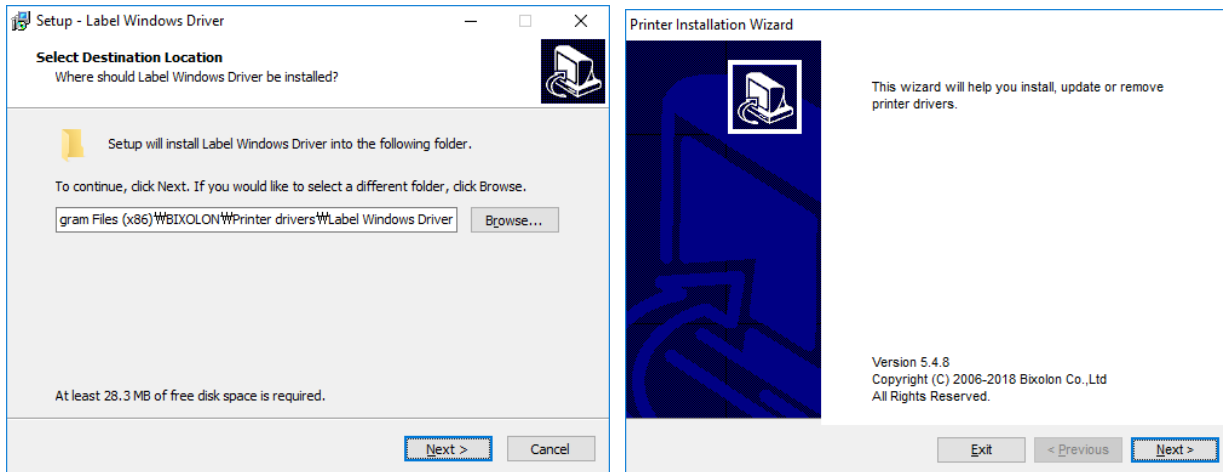 Setup - Label Windows Driver
Select Destination Location
Where should Label Windows Driver be installed?
Setup will install Label Windows Driver into the following folder.
To continue, click Next. If you would like to select a different folder, click Browse.
gram Files (x86)₩BIXOLON₩Printer drivers₩Label Windows Driver
Browse...
At least 28.3 MB of free disk space is required.
Next >
Cancel
Printer Installation Wizard
This wizard will help you install, update or remove
printer drivers.
Version 5.4.8
Copyright (C) 2006-2018 Bixolon Co.,Ltd
All Rights Reserved.
Exit
< Previous
Next >